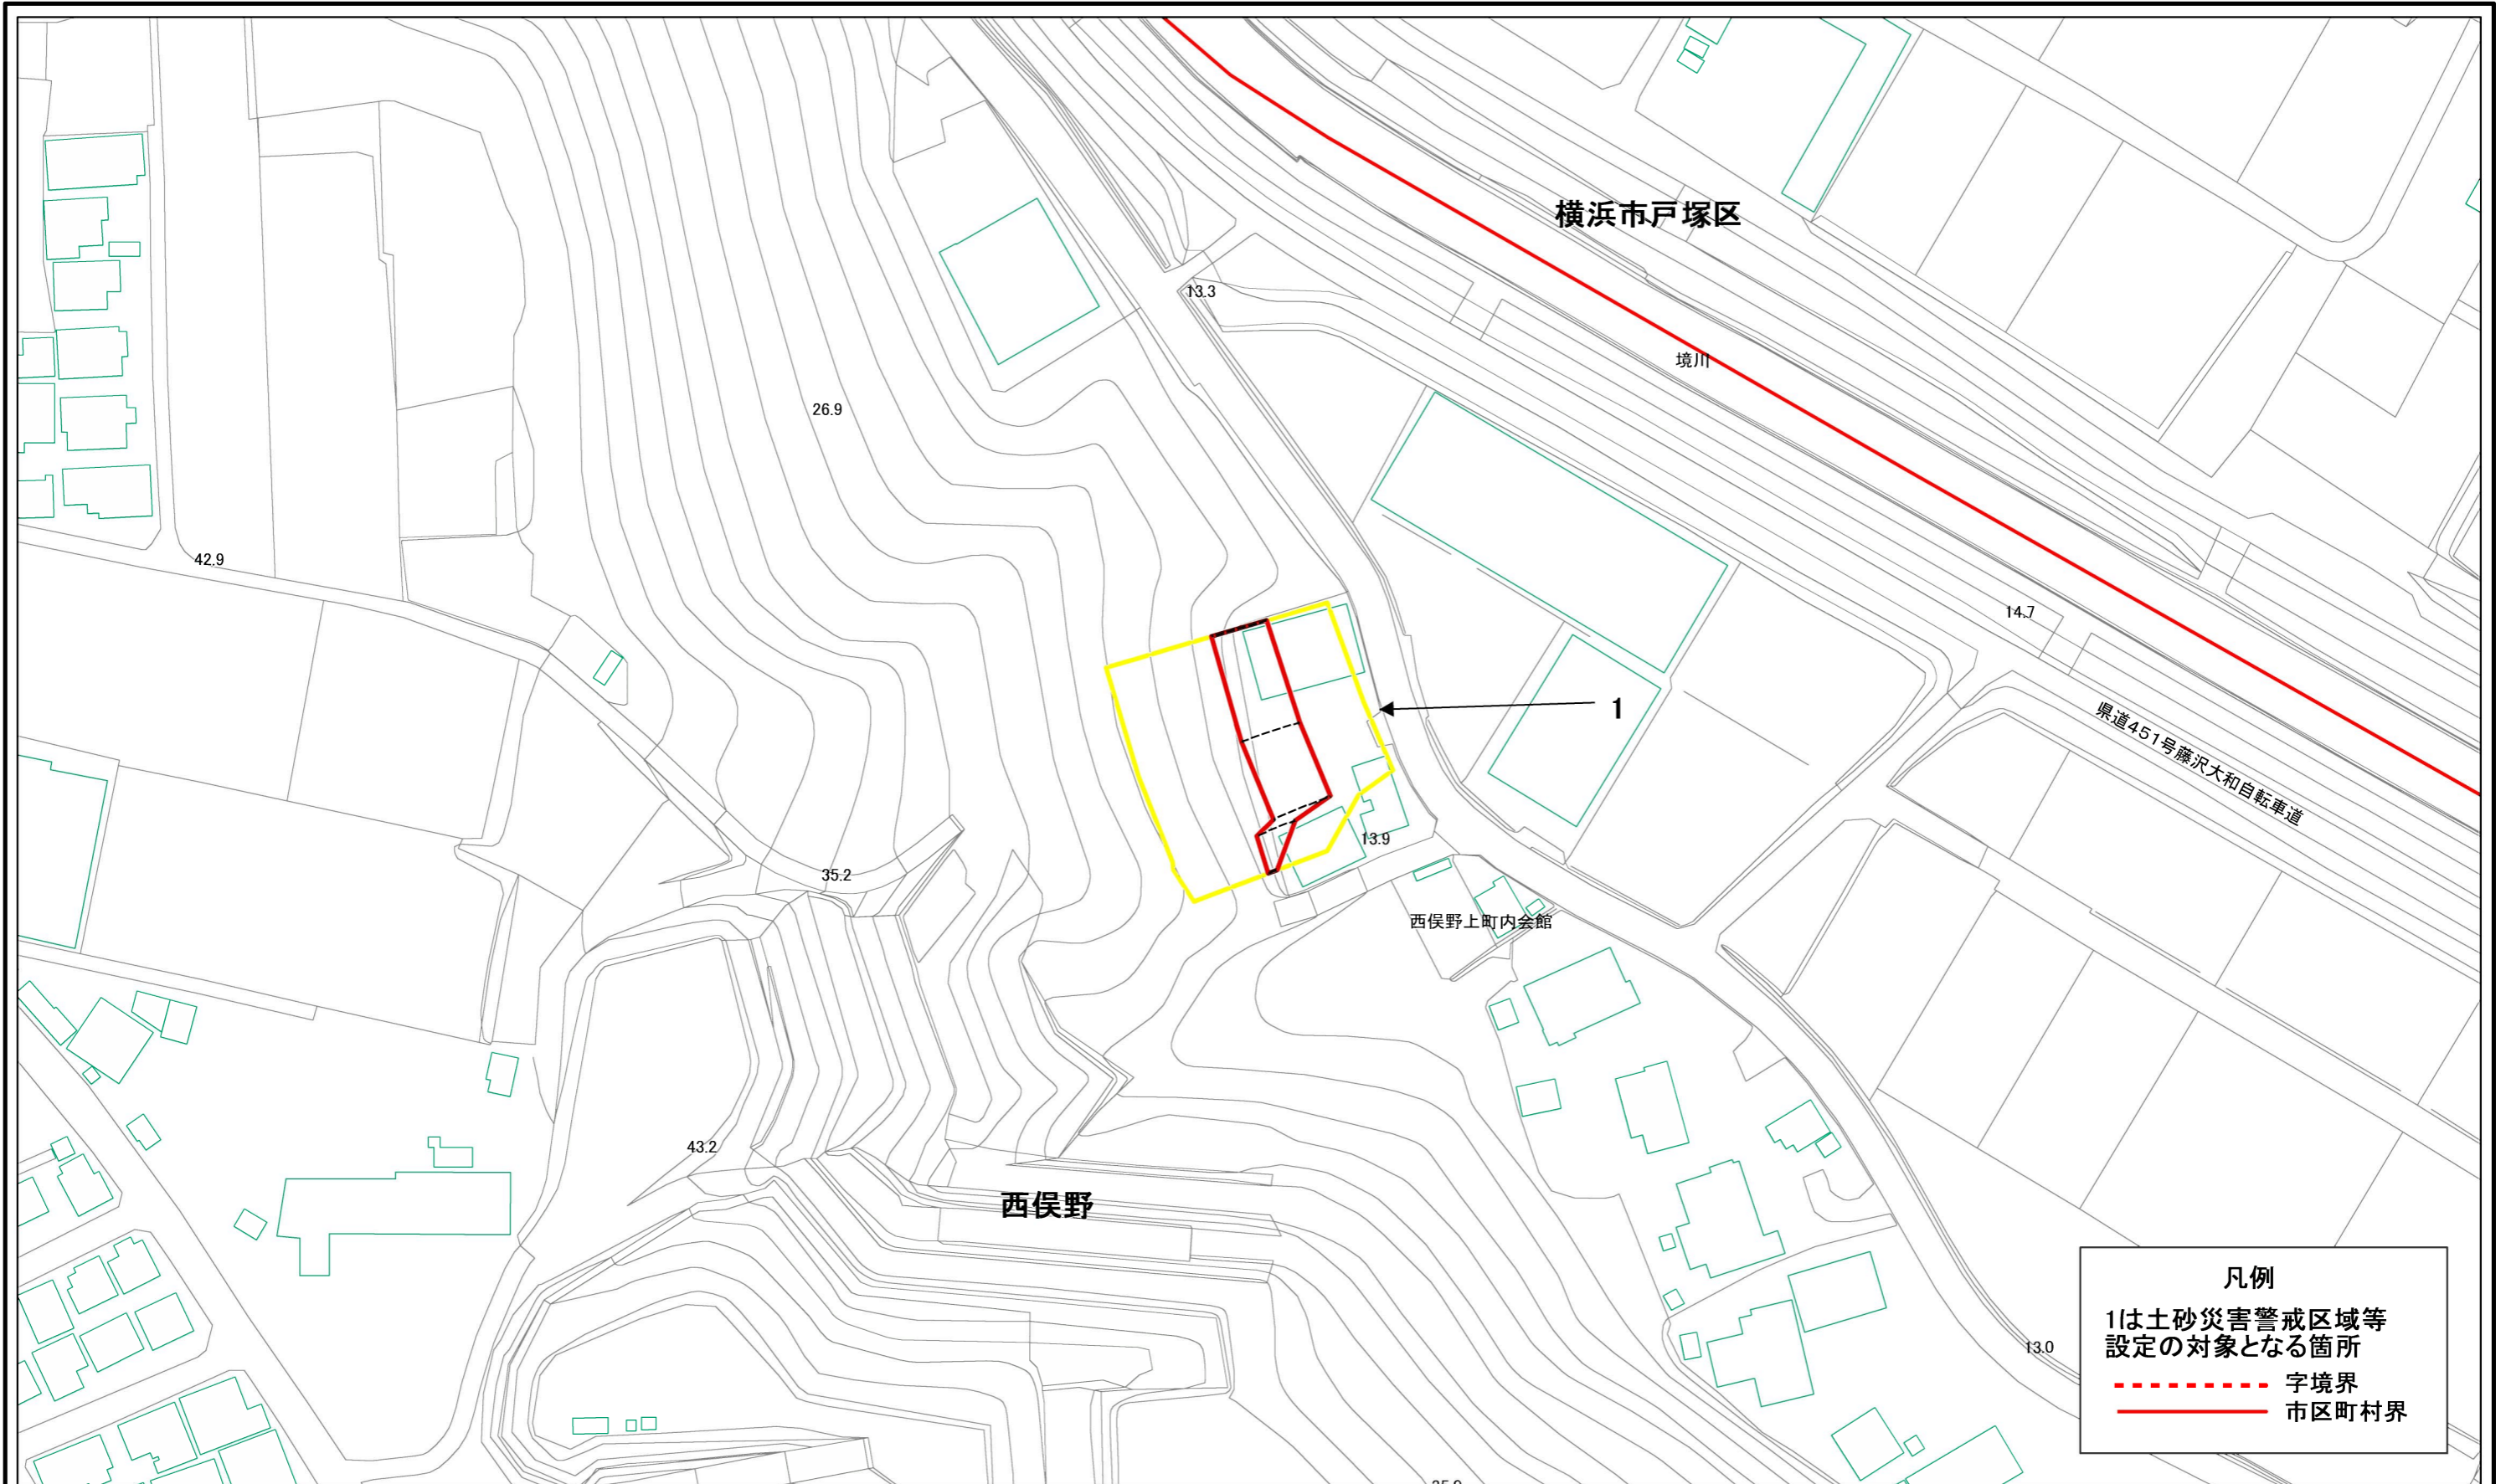 横浜市戸塚区
13.3
境川
26.9
42.9
14.7
1
県道451号藤沢大和自転車道
13.9
35.2
西俣野上町内会館
43.2
西俣野
凡例
1は土砂災害警戒区域等
設定の対象となる箇所
字境界
市区町村界
13.0